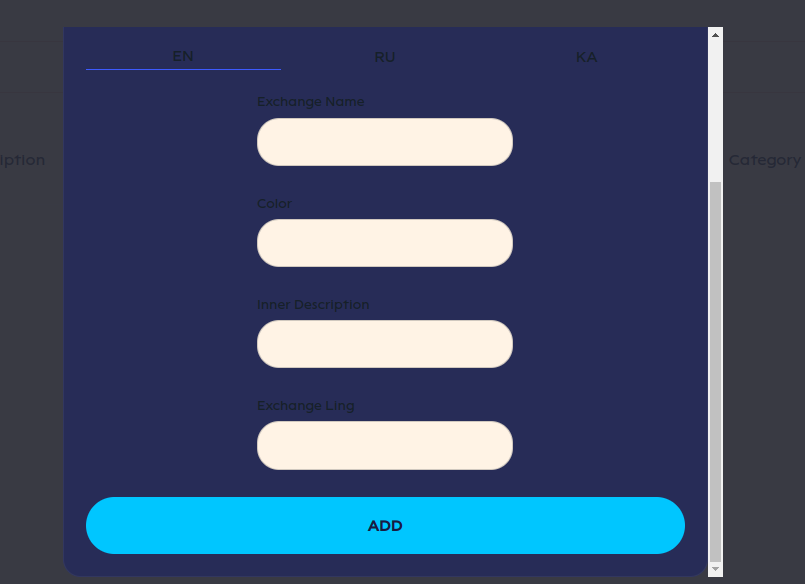 EN RU KA
Exchange Name
iption
Category
Color
Inner Description
Exchange Ling
ADD